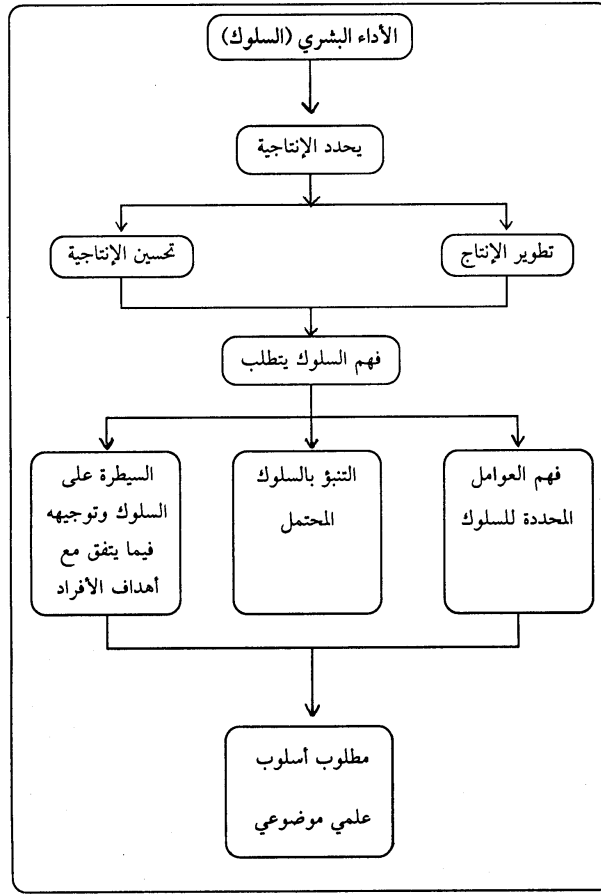 الأداء البشري (السلوك)
يحدد الإنتاجية
تطوير الإنتاج
تحسين الإنتاجية
فهم السلوك يتطلب
فهم العوامل
المحددة للسلوك
التنبؤ بالسلوك
المحتمل
السيطرة على
السلوك وتوجيهه
فيما يتفق مع
أهداف الأفراد
مطلوب أسلوب
علمي موضوعي